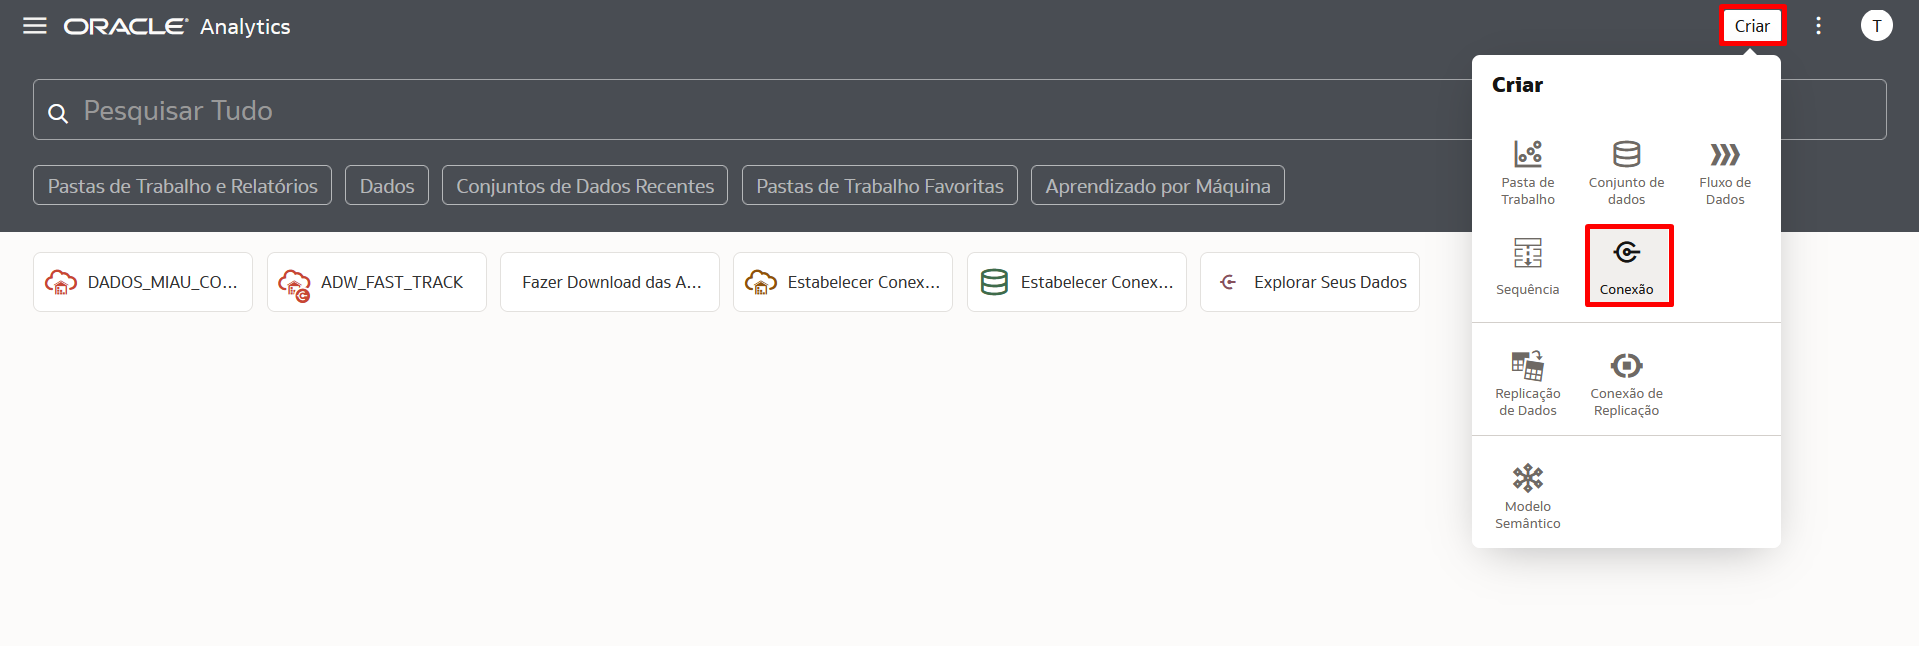 ORACLE Analytics
Criar
T
Pesquisar Tudo
Pastas de Trabalho e Relatórios
Dados
Conjuntos de Dados Recentes
Pastas de Trabalho Favoritas
Aprendizado por Máquina
DADOS_MIAU_CO...
ADW_FAST_TRACK
Fazer Download das A...
Estabelecer Conex...
Estabelecer Conex...
Explorar Seus Dados
Criar
Pasta de
Trabalho
Conjunto de
dados
Fluxo de
Dados
Sequência
Conexão
Replicação
de Dados
Conexão de
Replicação
Modelo
Semântico